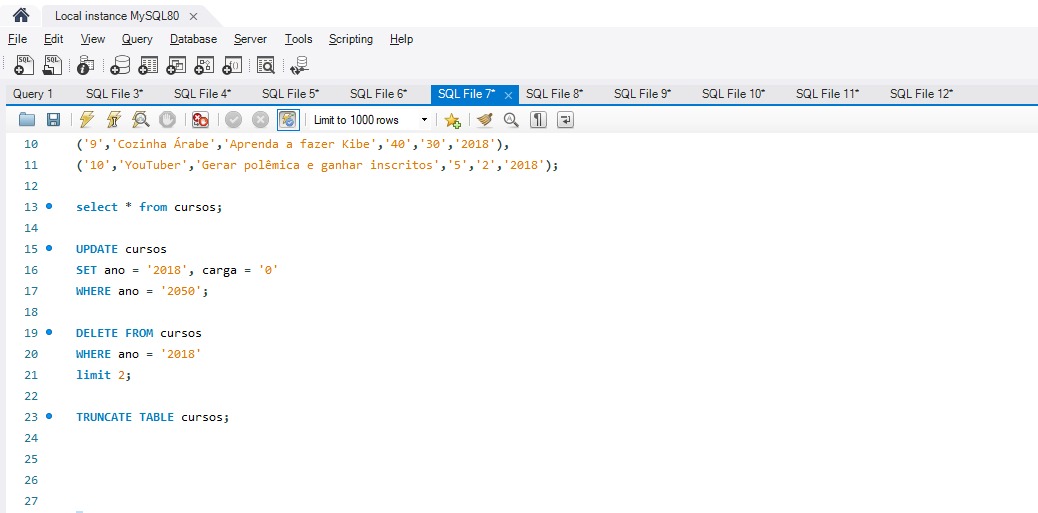 Local instance MySQL80
File Edit View Query Database Server Tools Scripting Help
Query 1 SQL File 3* SQL File 4* SQL File 5* SQL File 6* SQL File 7* SQL File 8* SQL File 9* SQL File 10* SQL File 11* SQL File 12*
Limit to 1000 rows
10 ('9','Cozinha Árabe','Aprenda a fazer Kibe','40','30','2018'),
11 ('10','YouTuber','Gerar polêmica e ganhar inscritos','5','2','2018');
12
13 select * from cursos;
14
15 UPDATE cursos
16 SET ano = '2018', carga = '0'
17 WHERE ano = '2050';
18
19 DELETE FROM cursos
20 WHERE ano = '2018'
21 limit 2;
22
23 TRUNCATE TABLE cursos;
24
25
26
27